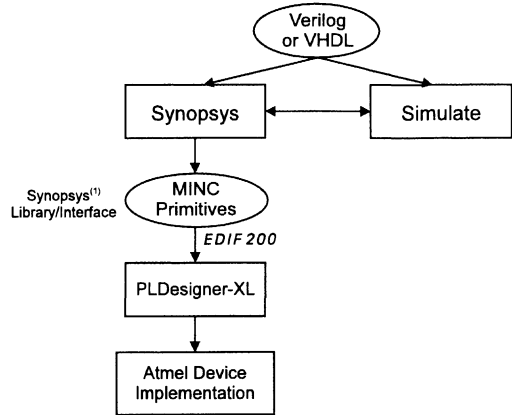 Verilog
or VHDL
Synopsys
Simulate
Synopsys(1)
Library/Interface
MINC
Primitives
EDIF 200
PLDesigner-XL
Atmel Device
Implementation